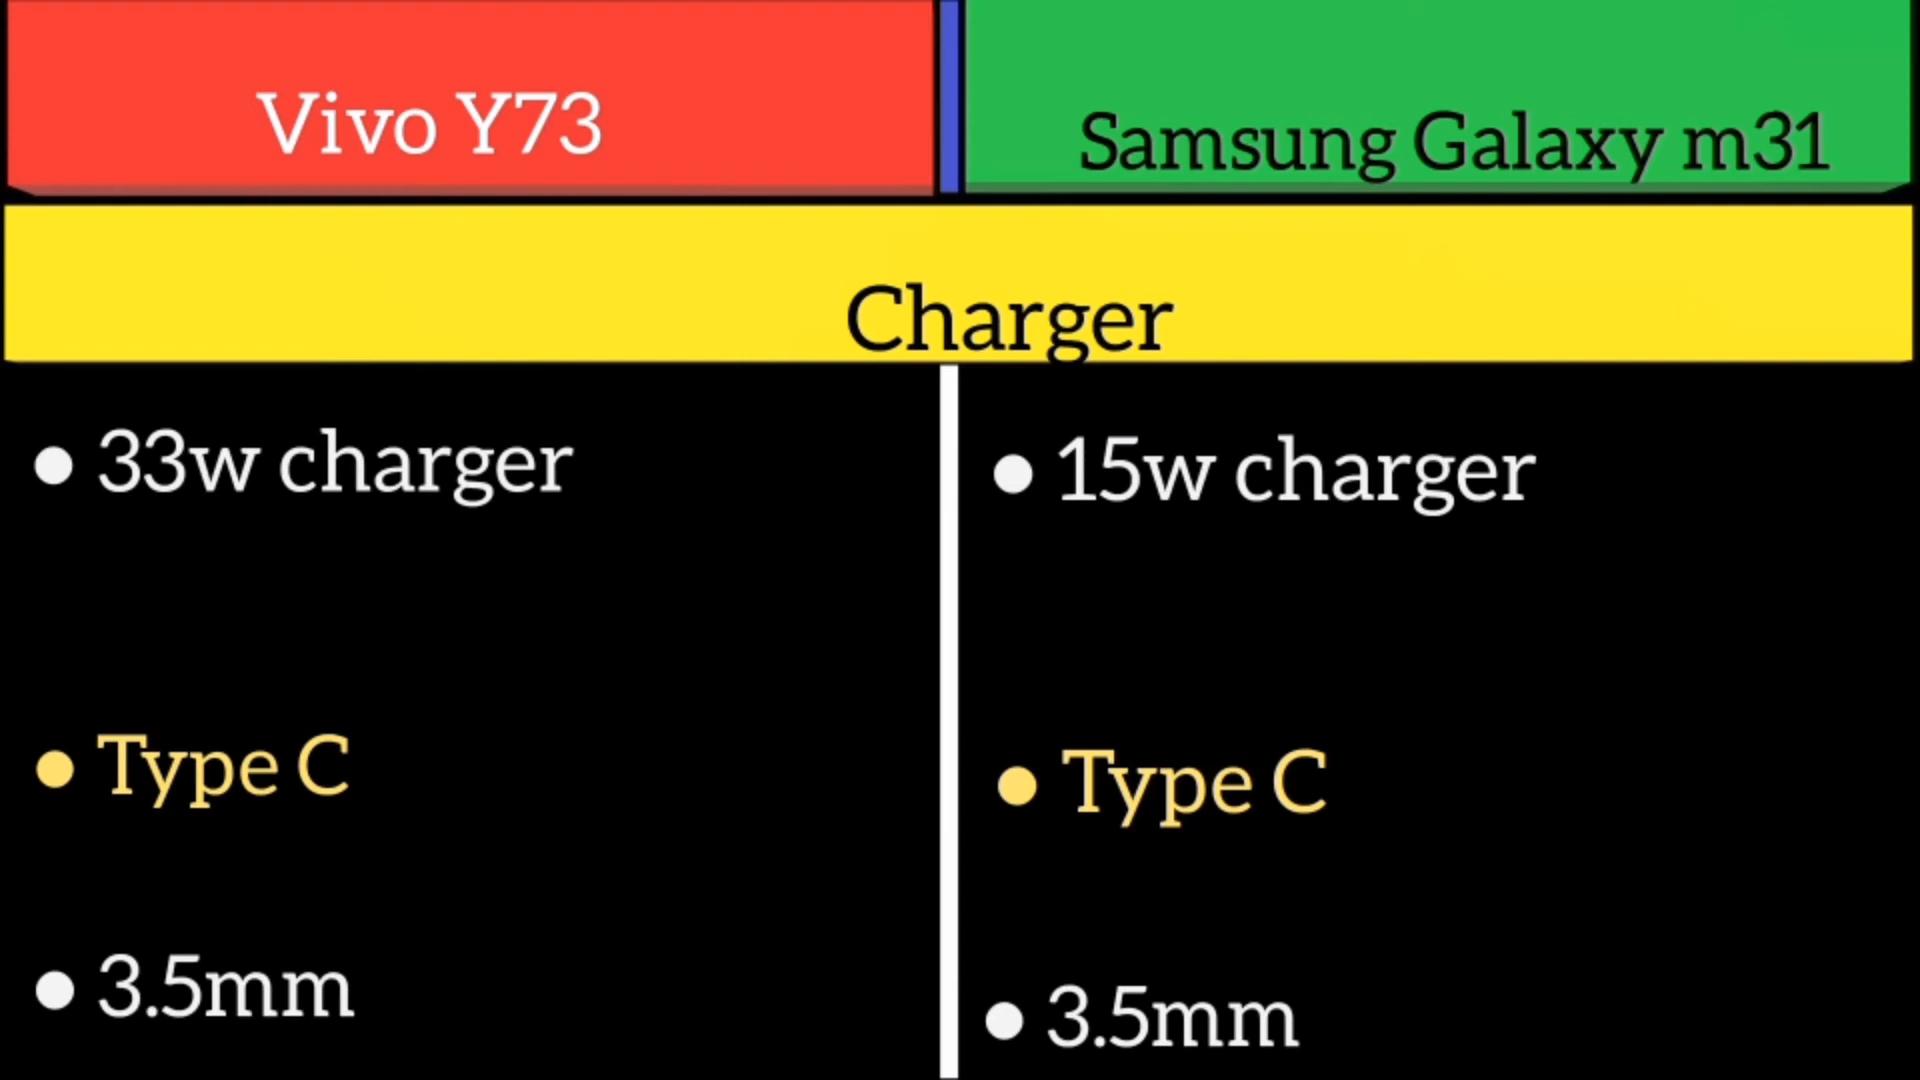 Vivo Y73
Samsung Galaxy m31
Charger
33w charger
15w charger
Type C
Type C
3.5mm
3.5mm